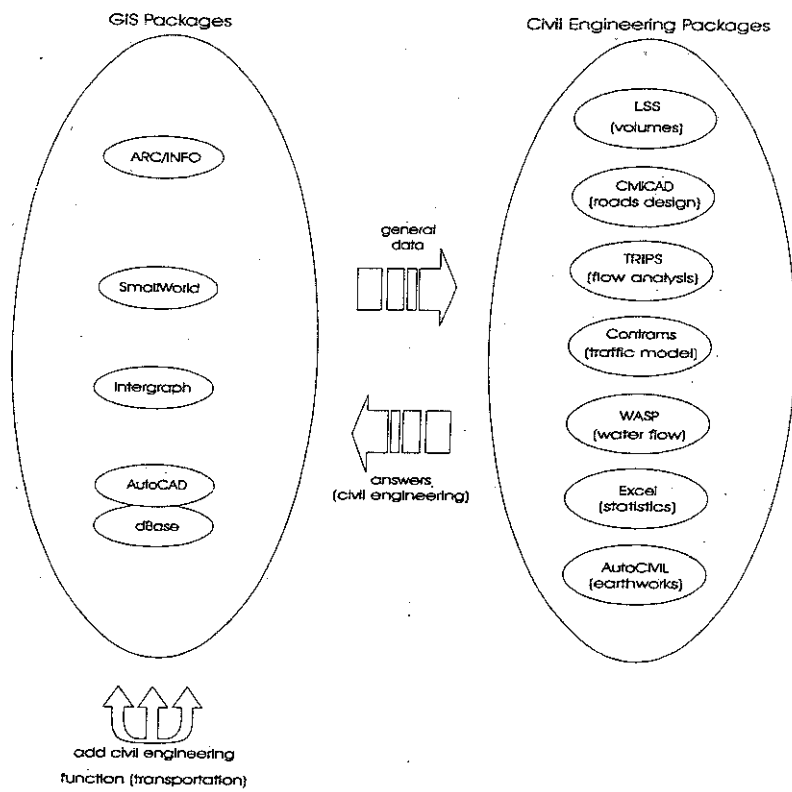 GIS Packages
ARC/INFO
SmallWorld
Intergraph
AutoCAD
dBase
add civil engineering
function (transportation)
general
data
answers
(civil engineering)
Civil Engineering Packages
LSS
(volumes)
CIVICAD
(roads design)
TRIPS
(flow analysis)
Contrams
(traffic model)
WASP
(water flow)
Excel
(statistics)
AutoCIVIL
(earthworks)